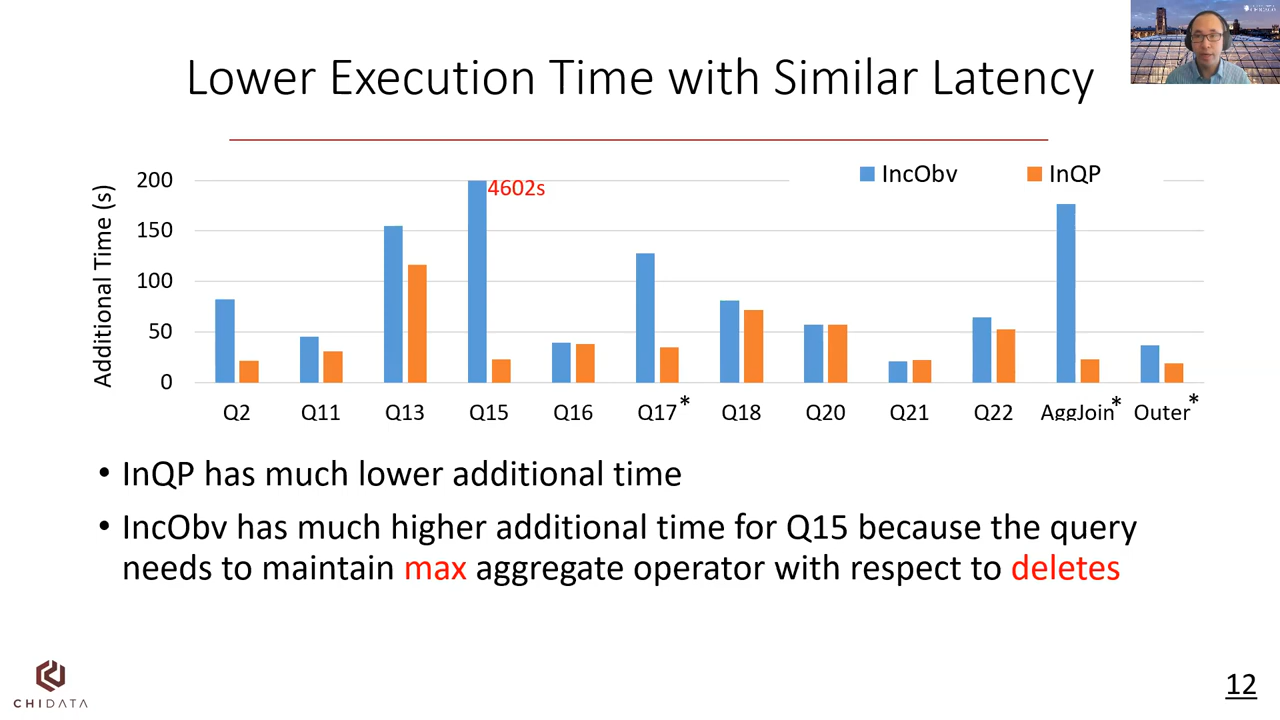 Lower Execution Time with Similar Latency
IncObv
InQP
Additional Time (s)
200
150
100
50
0
4602s
Q2
Q11
Q13
Q15
Q16
Q17*
Q18
Q20
Q21
Q22
AggJoin*
Outer*
• InQP has much lower additional time
• IncObv has much higher additional time for Q15 because the query
needs to maintain max aggregate operator with respect to deletes
CHIDATA
12